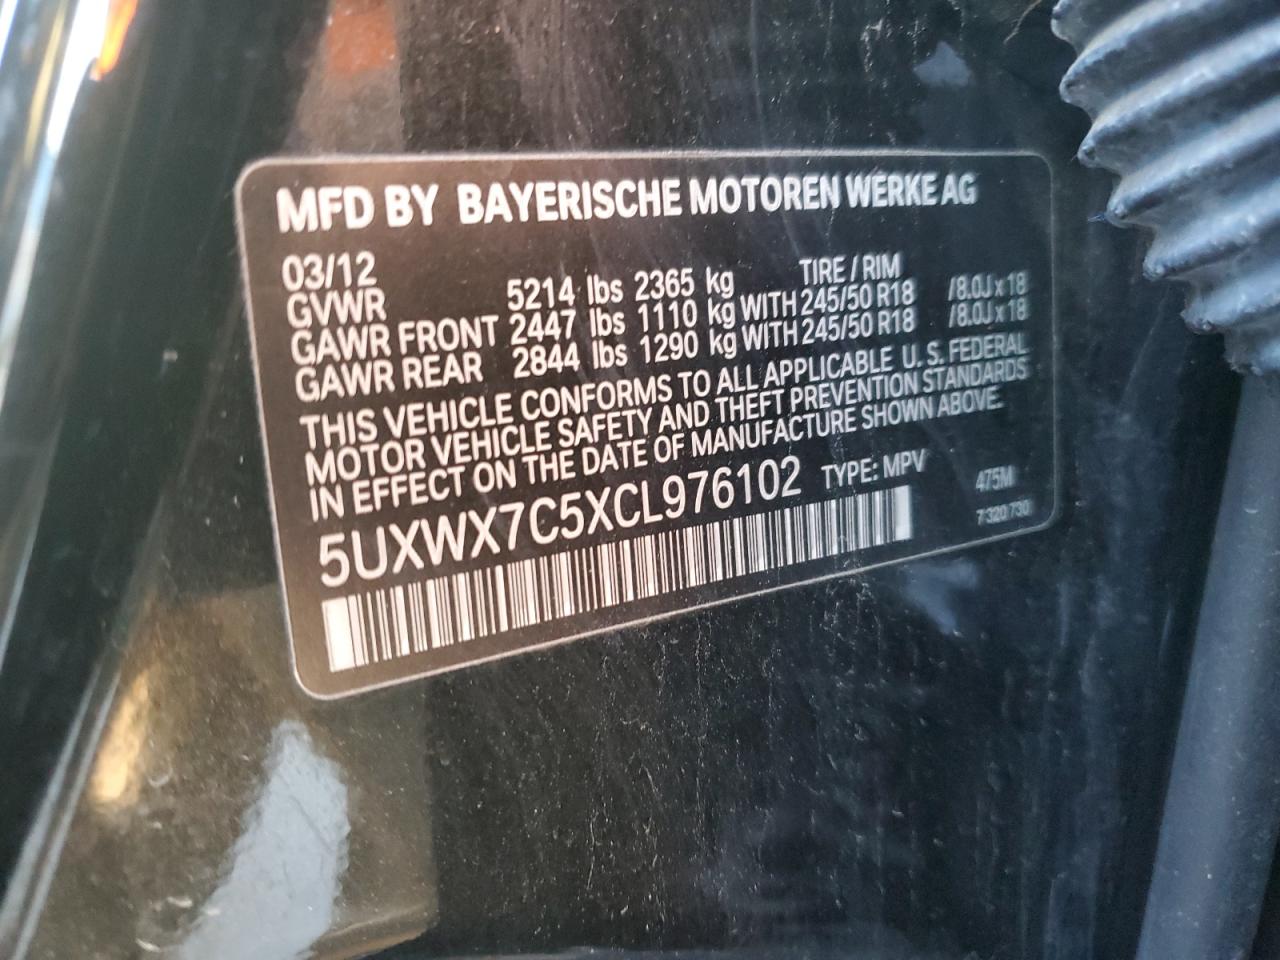 MFD BY BAYERISCHE MOTOREN WERKE AG
03/12 TIRE / RIM
GVWR 5214 lbs 2365 kg
GAWR FRONT 2447 lbs 1110 kg WITH 245/50 R18 /8.0J x 18
GAWR REAR 2844 lbs 1290 kg WITH 245/50 R18 /8.0J x 18
THIS VEHICLE CONFORMS TO ALL APPLICABLE U. S. FEDERAL
MOTOR VEHICLE SAFETY AND THEFT PREVENTION STANDARDS
IN EFFECT ON THE DATE OF MANUFACTURE SHOWN ABOVE.
5UXWX7C5XCL976102 TYPE: MPV 475M
7 320 730